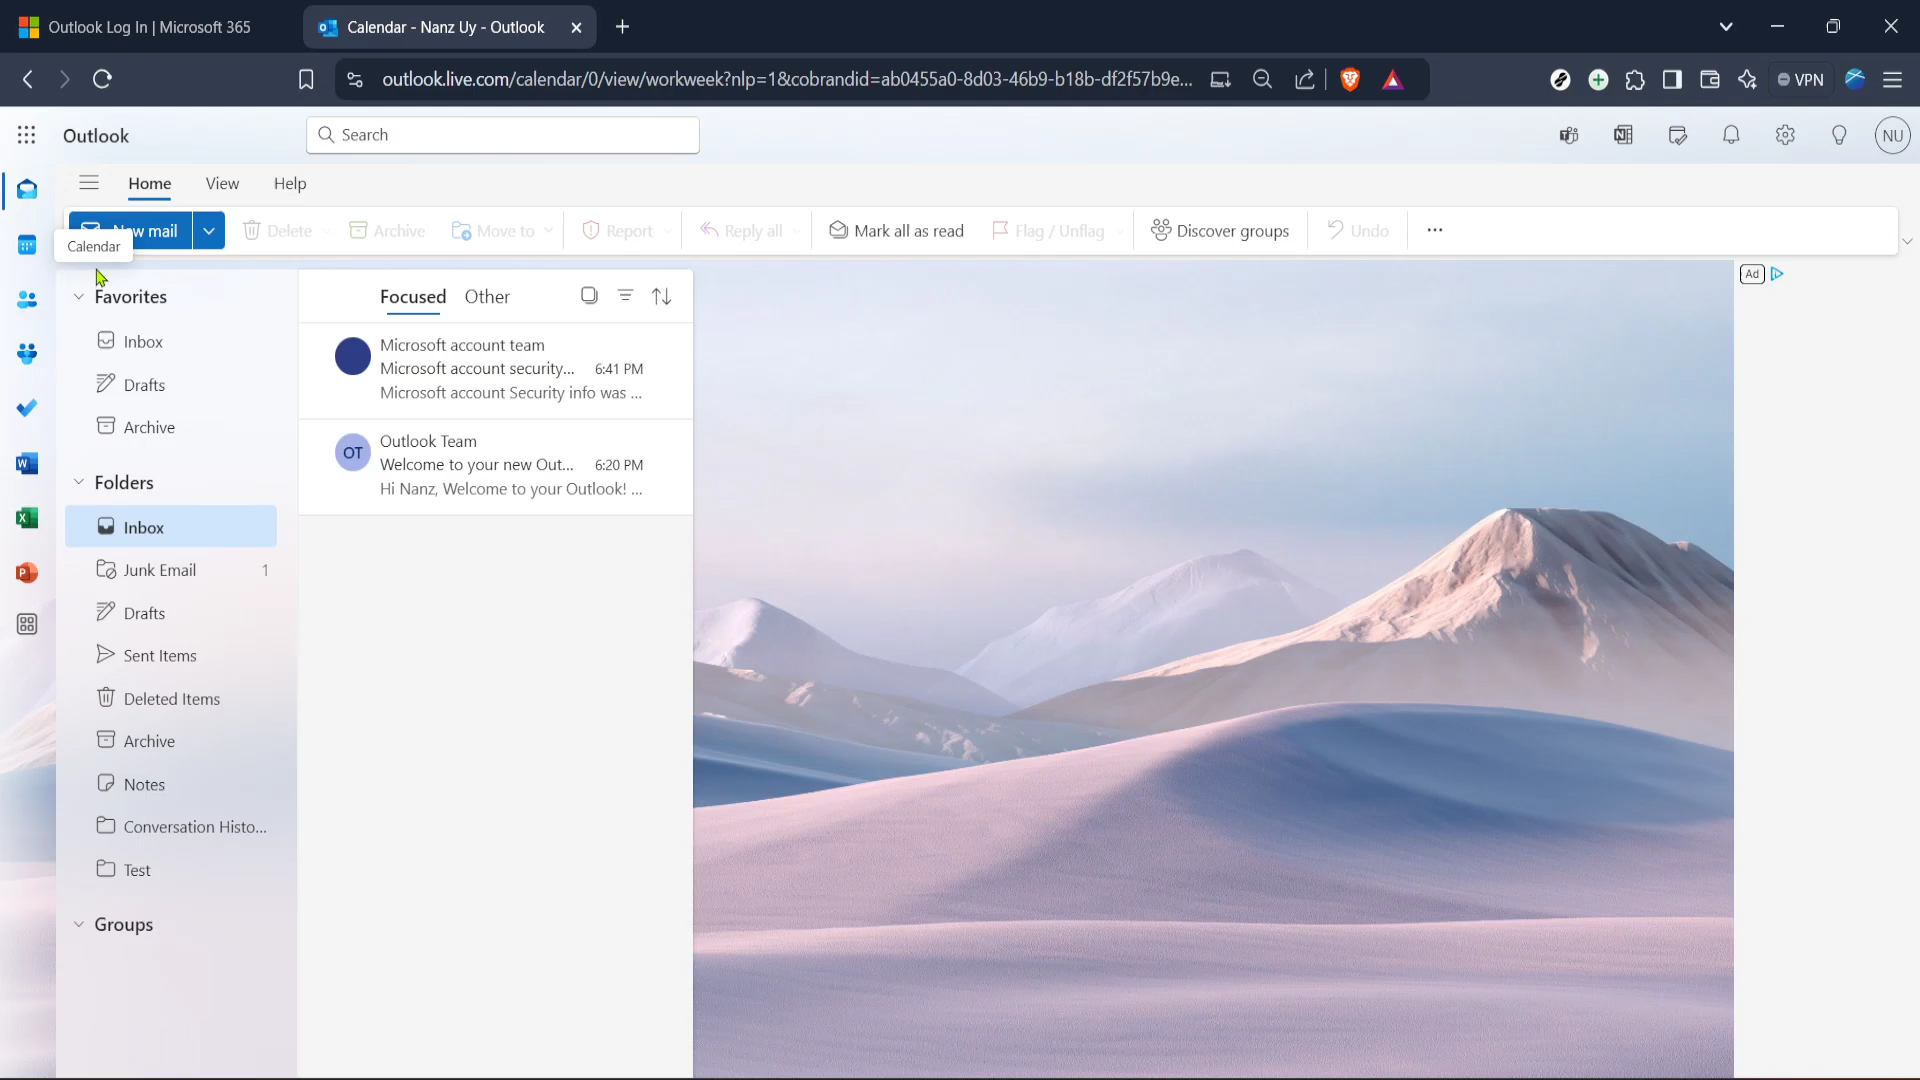 Outlook Log In | Microsoft 365
Calendar - Nanz Uy - Outlook
outlook.live.com/calendar/0/view/workweek?nlp=1&cobrandid=ab0455a0-8d03-46b9-b18b-df2f57b9e...
VPN
Outlook
Search
NU
Home View Help
w mail
Delete
Archive
Move to
Report
Reply all
Mark all as read
Flag / Unflag
Discover groups
Undo
Calendar
Favorites
Inbox
Drafts
Archive
Folders
Inbox
Junk Email 1
Drafts
Sent Items
Deleted Items
Archive
Notes
Conversation Histo...
Test
Groups
Focused Other
Microsoft account team
Microsoft account security... 6:41 PM
Microsoft account Security info was ...
OT
Outlook Team
Welcome to your new Out... 6:20 PM
Hi Nanz, Welcome to your Outlook! ...
Ad